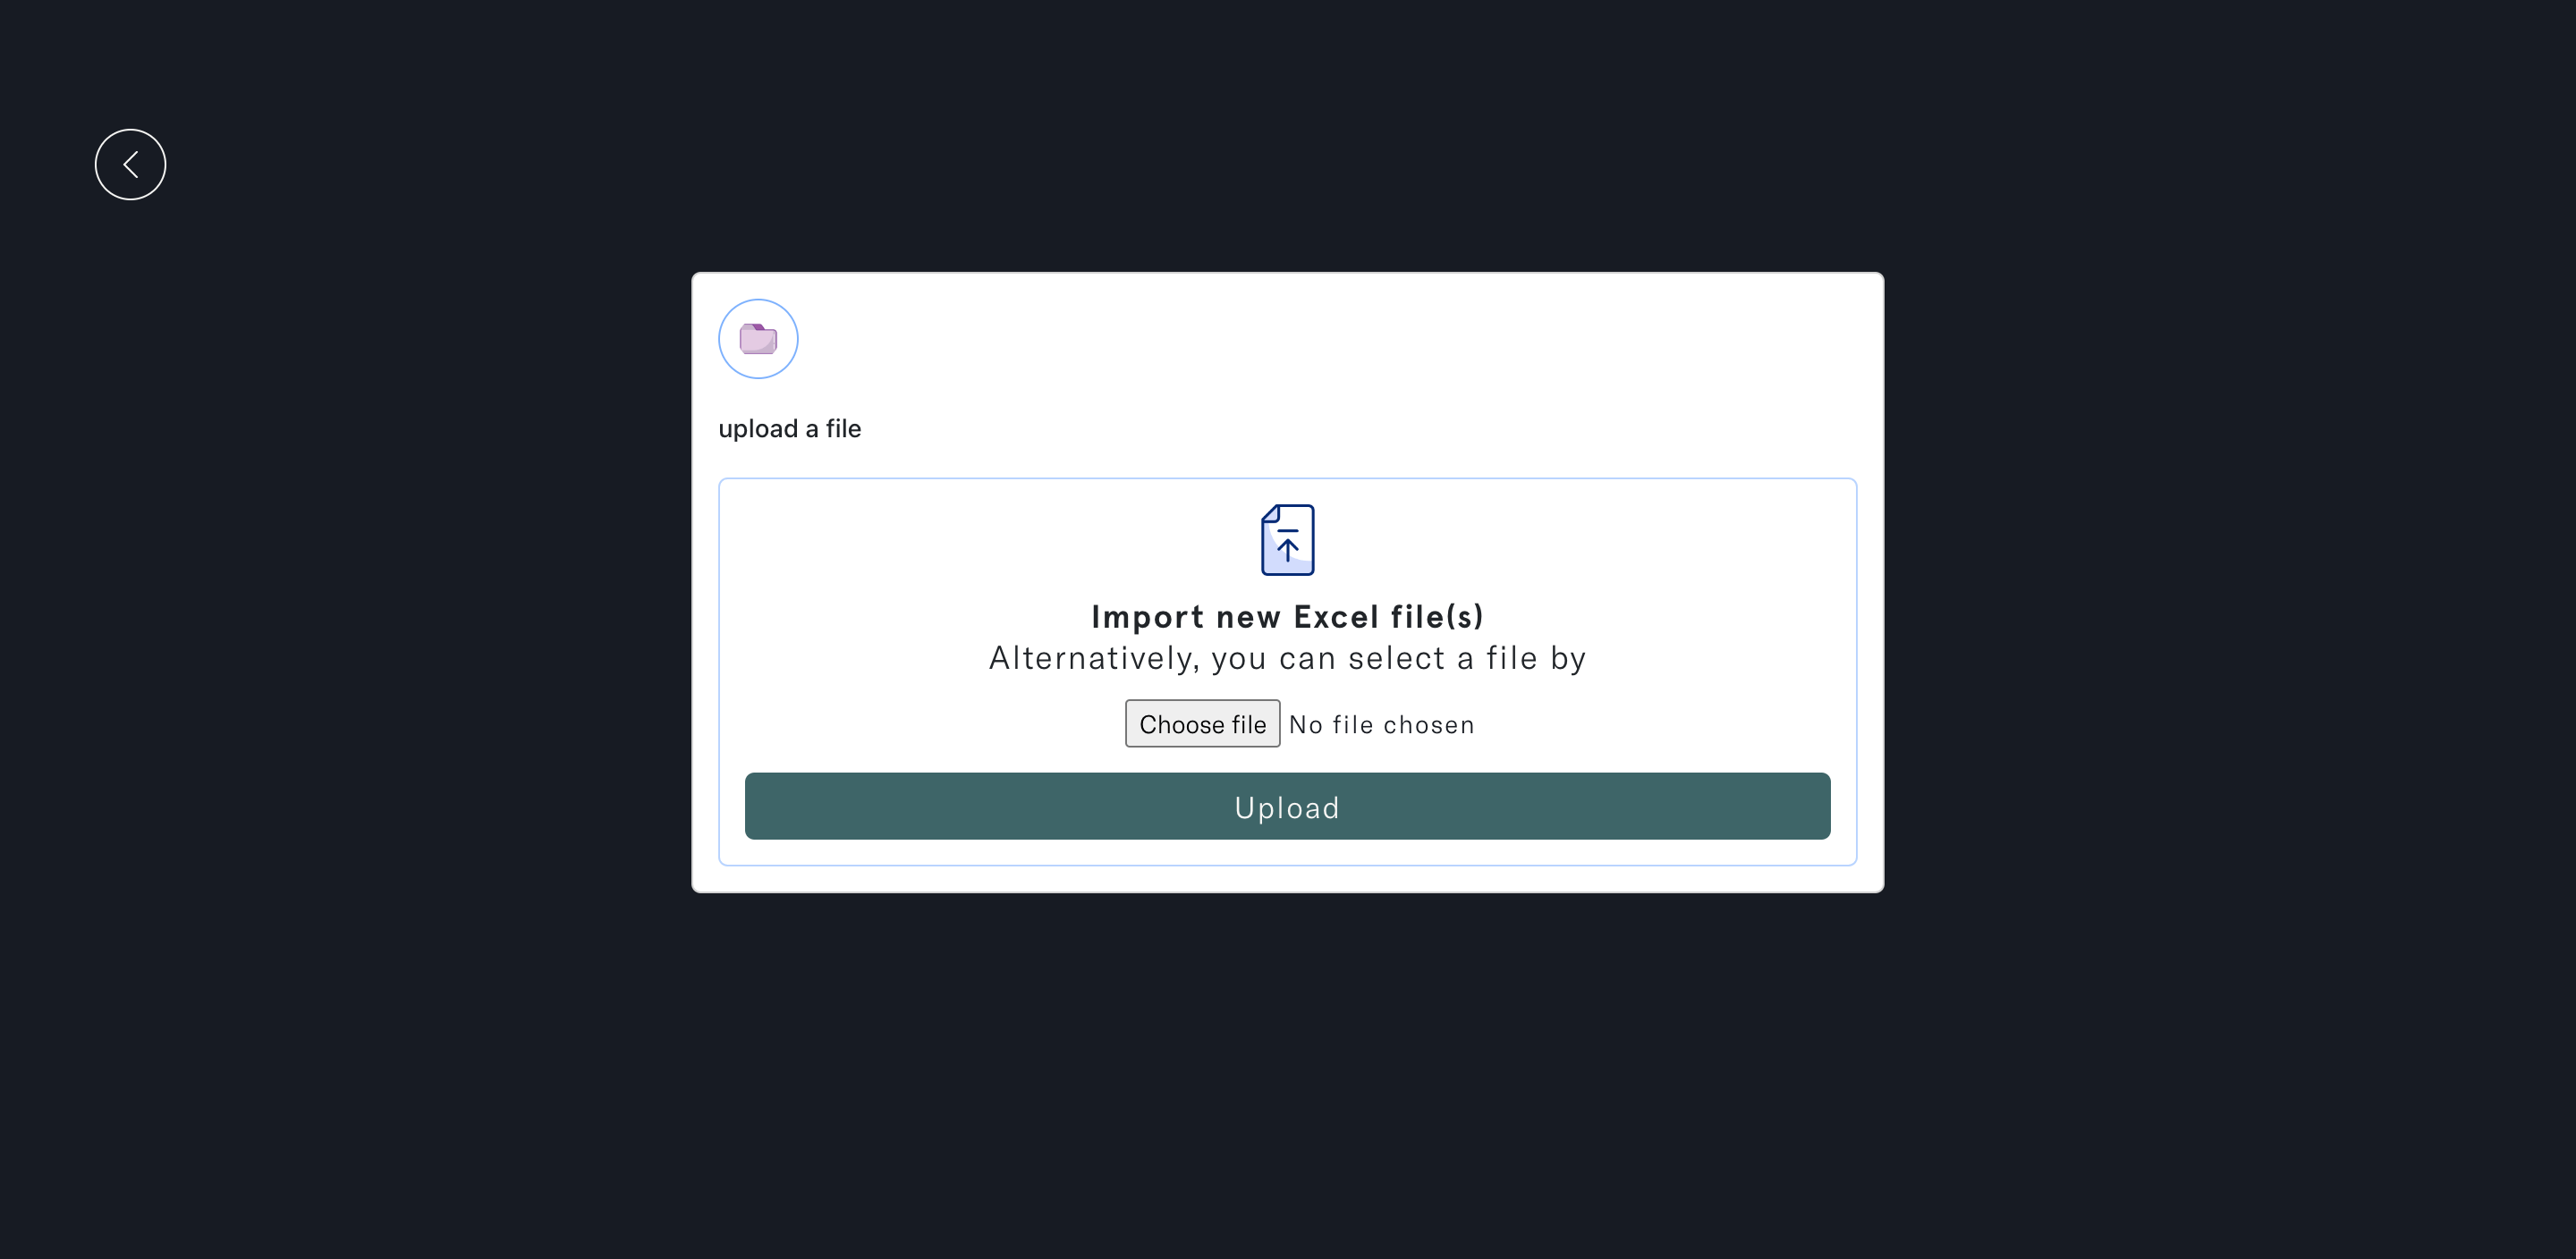 upload a file
Import new Excel file(s)
Alternatively, you can select a file by
Choose file No file chosen
Upload